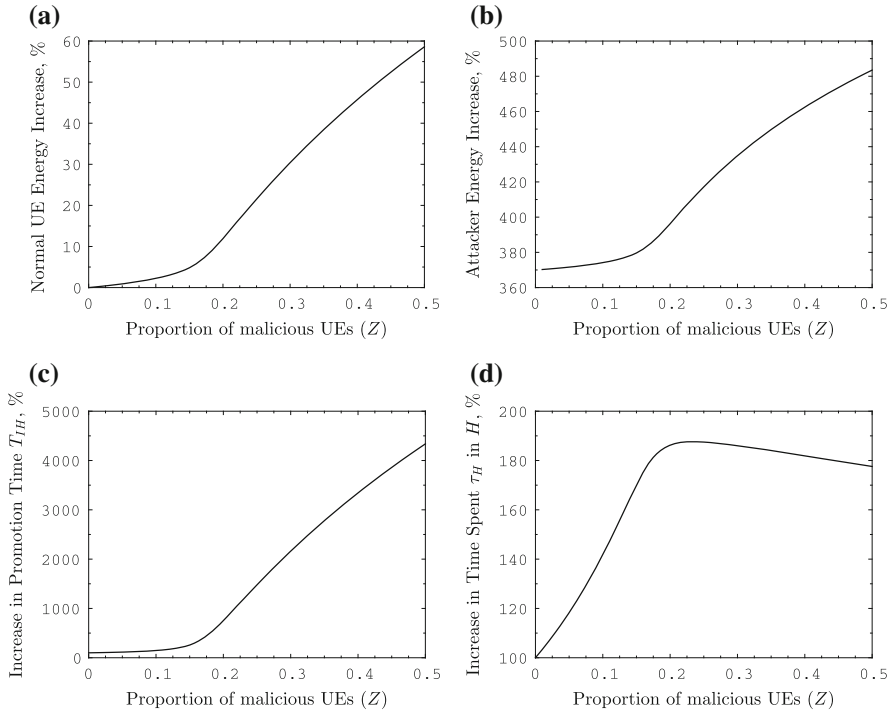 (a)
Normal UE Energy Increase, %
60
50
40
30
20
10
0
0 0.1 0.2 0.3 0.4 0.5
Proportion of malicious UEs (Z)
(b)
Attacker Energy Increase, %
500
480
460
440
420
400
380
360
0 0.1 0.2 0.3 0.4 0.5
Proportion of malicious UEs (Z)
(c)
Increase in Promotion Time T_{IH}, %
5000
4000
3000
2000
1000
0
0 0.1 0.2 0.3 0.4 0.5
Proportion of malicious UEs (Z)
(d)
Increase in Time Spent τ_H in H, %
200
180
160
140
120
100
0 0.1 0.2 0.3 0.4 0.5
Proportion of malicious UEs (Z)